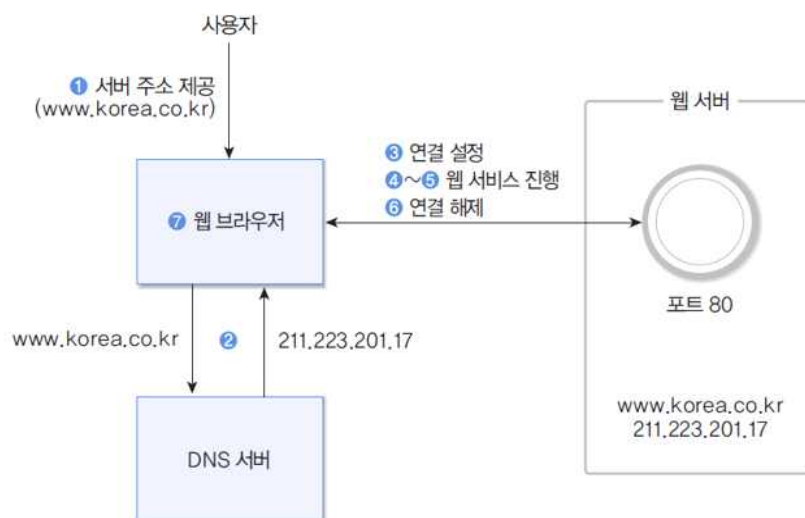 사용자
❶ 서버 주소 제공
(www.korea.co.kr)
웹 서버
❸ 연결 설정
❹~❺ 웹 서비스 진행
❻ 연결 해제
❼ 웹 브라우저
포트 80
www.korea.co.kr
❷
211.223.201.17
www.korea.co.kr
211.223.201.17
DNS 서버